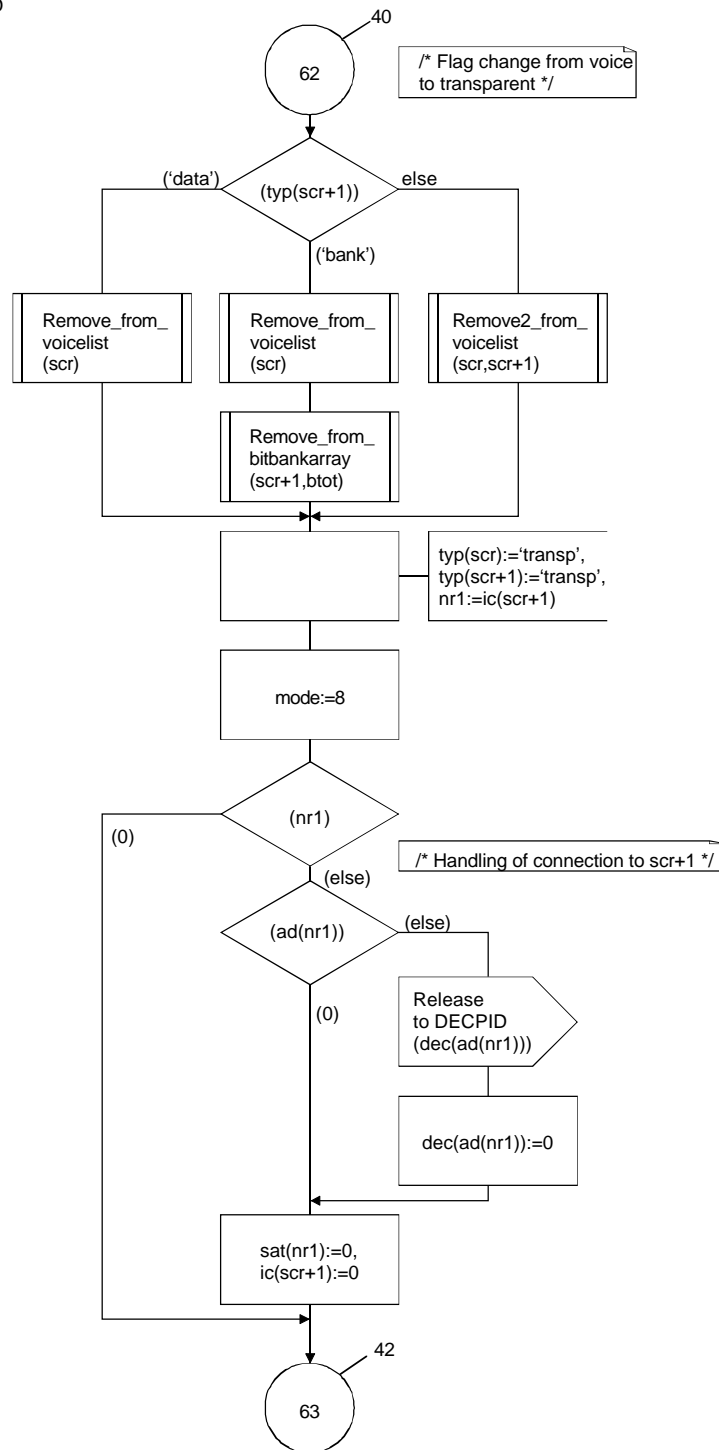 40
62
/* Flag change from voice
to transparent */
(‘data’)
(typ(scr+1))
else
(‘bank’)
Remove_from_
voicelist
(scr)
Remove_from_
voicelist
(scr)
Remove2_from_
voicelist
(scr,scr+1)
Remove_from_
bitbankarray
(scr+1,btot)
typ(scr):=‘transp’,
typ(scr+1):=‘transp’,
nr1:=ic(scr+1)
mode:=8
(nr1)
(0)
/* Handling of connection to scr+1 */
(else)
(ad(nr1))
(else)
(0)
Release
to DECPID
(dec(ad(nr1)))
dec(ad(nr1)):=0
sat(nr1):=0,
ic(scr+1):=0
42
63